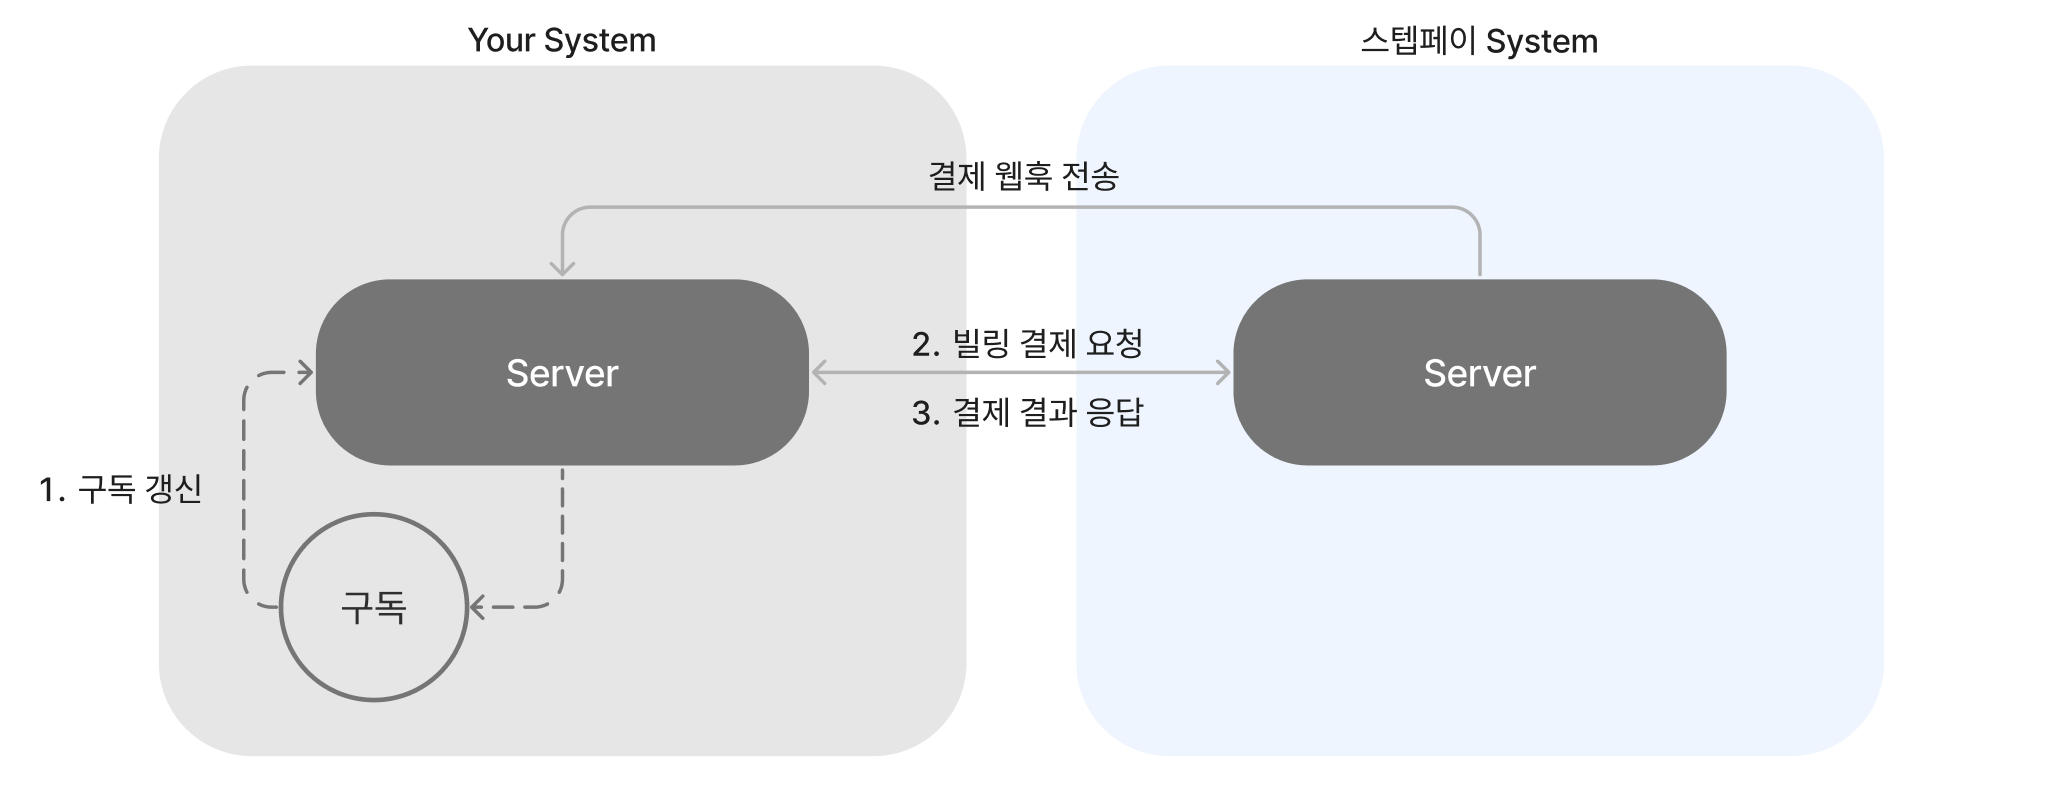 Your System
스텝페이 System
결제 웹훅 전송
Server
2. 빌링 결제 요청
3. 결제 결과 응답
Server
1. 구독 갱신
구독